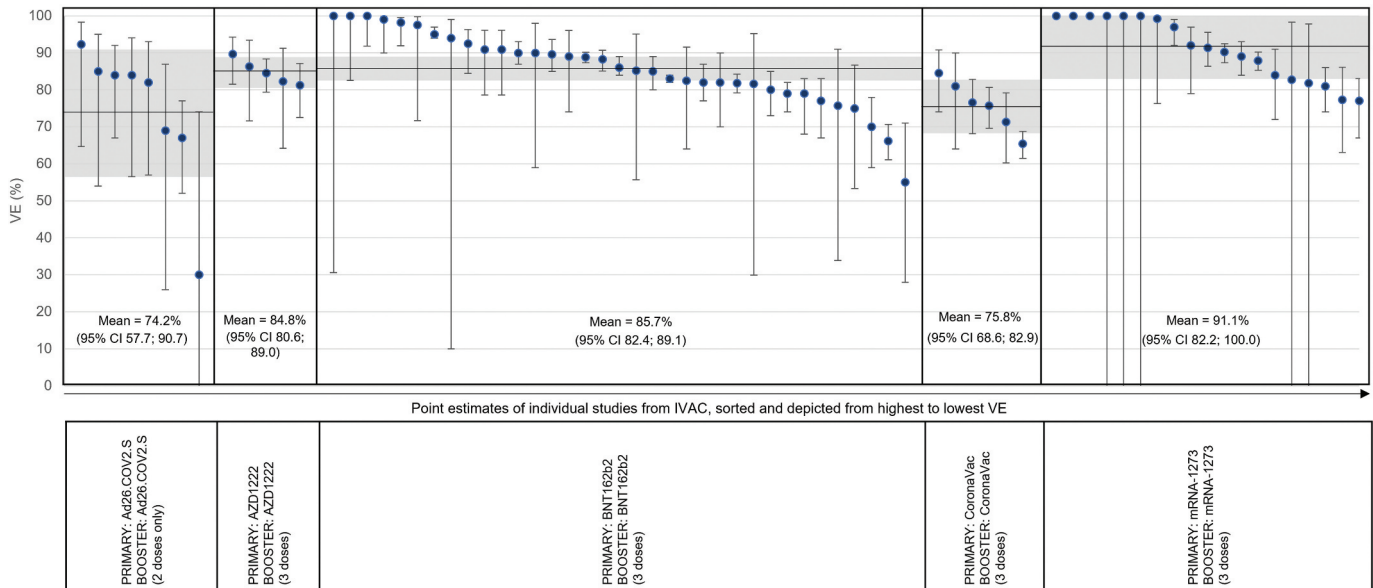 100
90
80
70
60
50
40
30
20
10
0
VE (%)
Mean = 74.2%
(95% CI 57.7; 90.7)
Mean = 84.8%
(95% CI 80.6;
89.0)
Mean = 85.7%
(95% CI 82.4; 89.1)
Mean = 75.8%
(95% CI 68.6; 82.9)
Mean = 91.1%
(95% CI 82.2; 100.0)
Point estimates of individual studies from IVAC, sorted and depicted from highest to lowest VE
PRIMARY: Ad26.COV2.S
BOOSTER: Ad26.COV2.S
(2 doses only)
PRIMARY: AZD1222
BOOSTER: AZD1222
(3 doses)
PRIMARY: BNT162b2
BOOSTER: BNT162b2
(3 doses)
PRIMARY: CoronaVac
BOOSTER: CoronaVac
(3 doses)
PRIMARY: mRNA-1273
BOOSTER: mRNA-1273
(3 doses)